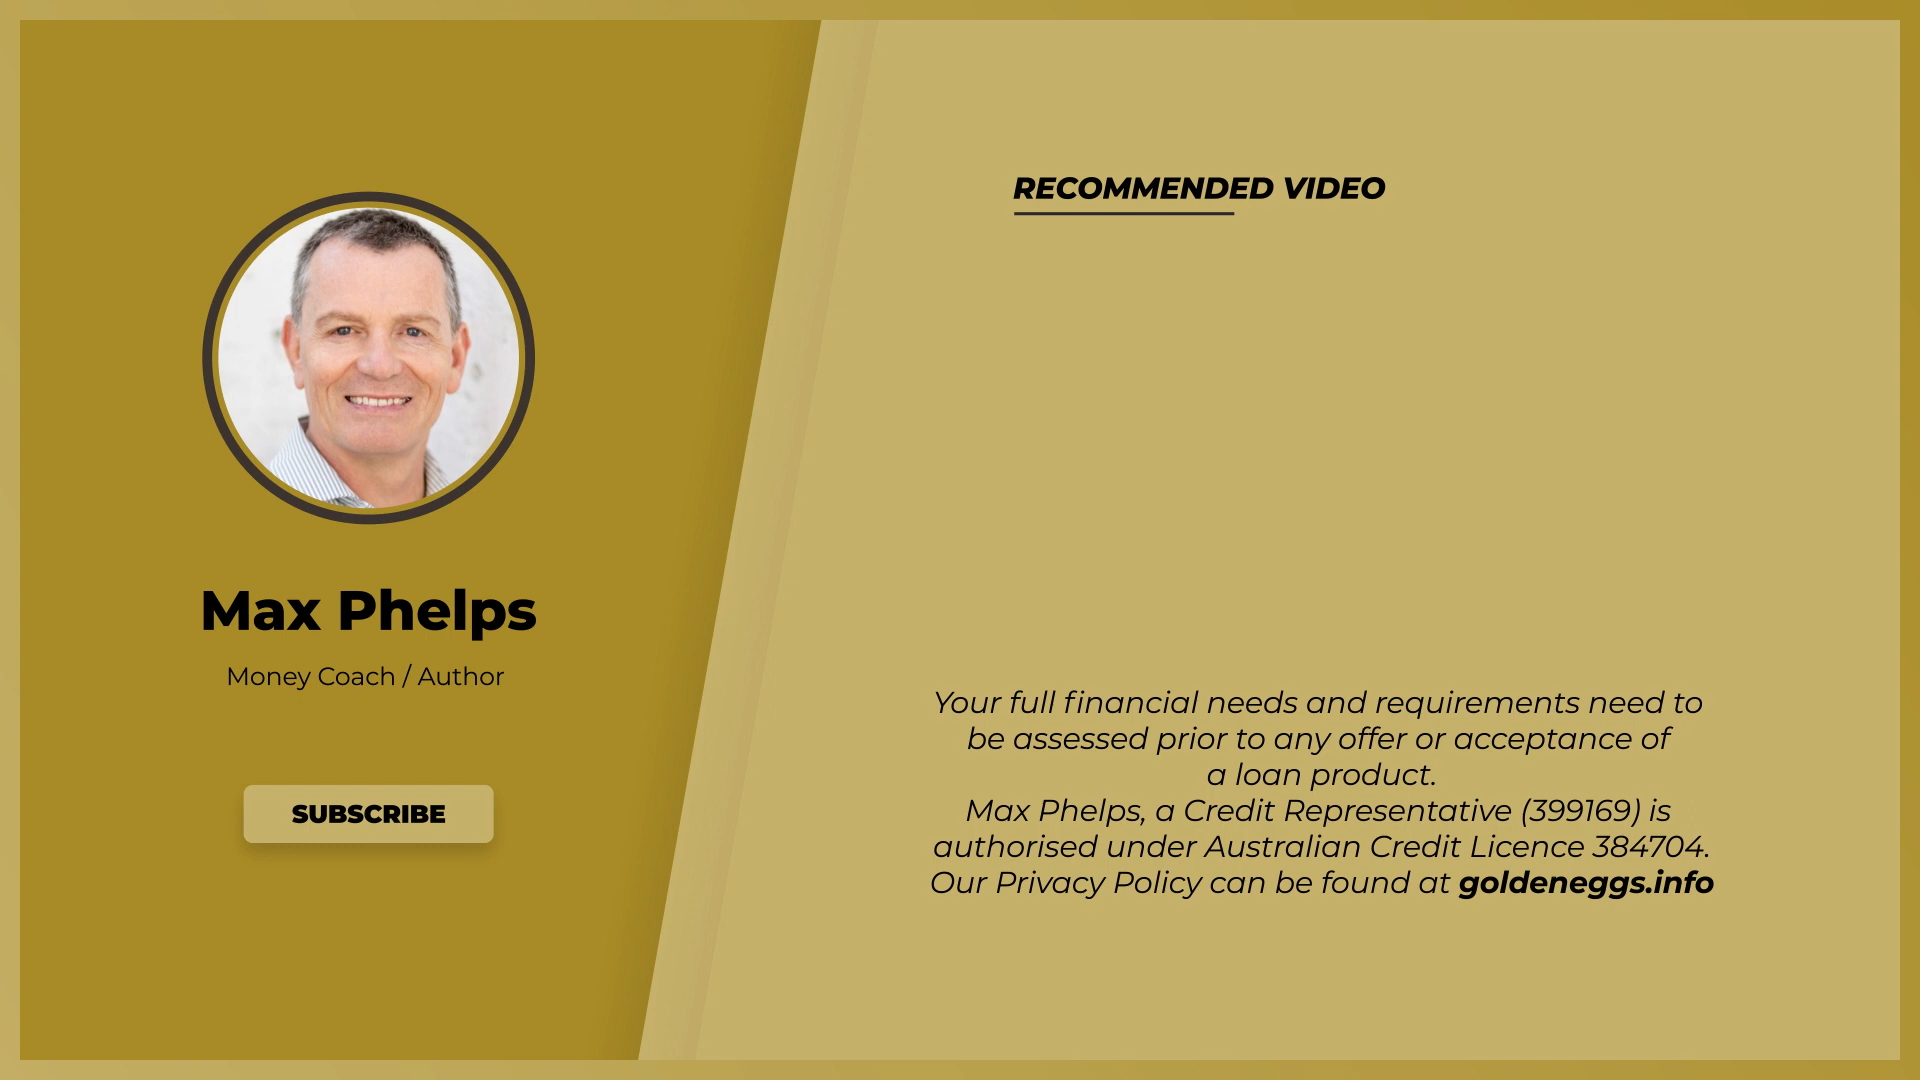 Max Phelps
Money Coach / Author
SUBSCRIBE
RECOMMENDED VIDEO
Your full financial needs and requirements need to
be assessed prior to any offer or acceptance of
a loan product.
Max Phelps, a Credit Representative (399169) is
authorised under Australian Credit Licence 384704.
Our Privacy Policy can be found at goldeneggs.info